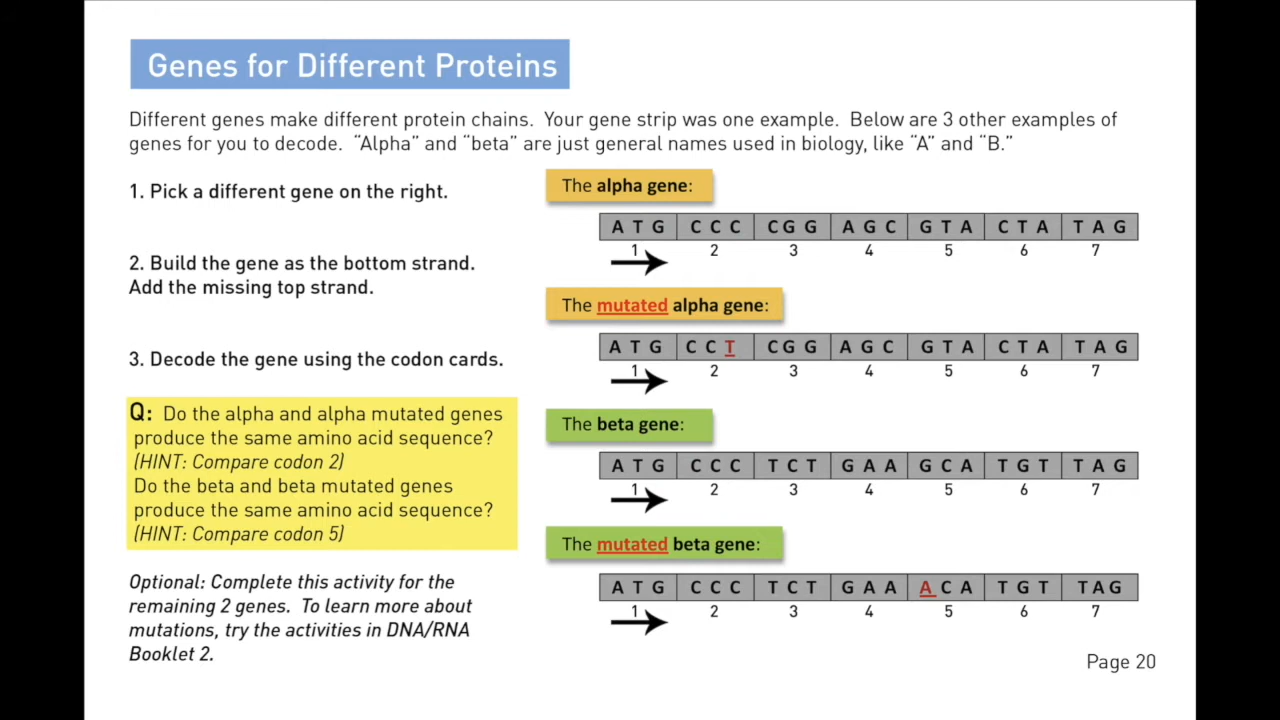 Genes for Different Proteins
Different genes make different protein chains. Your gene strip was one example. Below are 3 other examples of
genes for you to decode. “Alpha” and “beta” are just general names used in biology, like “A” and “B.”
1. Pick a different gene on the right.
2. Build the gene as the bottom strand.
Add the missing top strand.
3. Decode the gene using the codon cards.
Q: Do the alpha and alpha mutated genes
produce the same amino acid sequence?
(HINT: Compare codon 2)
Do the beta and beta mutated genes
produce the same amino acid sequence?
(HINT: Compare codon 5)
Optional: Complete this activity for the
remaining 2 genes. To learn more about
mutations, try the activities in DNA/RNA
Booklet 2.
The alpha gene:
A T G C C C C G G A G C G T A C T A T A G
1 2 3 4 5 6 7
The mutated alpha gene:
A T G C C T C G G A G C G T A C T A T A G
1 2 3 4 5 6 7
The beta gene:
A T G C C C T C T G A A G C A T G T T A G
1 2 3 4 5 6 7
The mutated beta gene:
A T G C C C T C T G A A A C A T G T T A G
1 2 3 4 5 6 7
Page 20